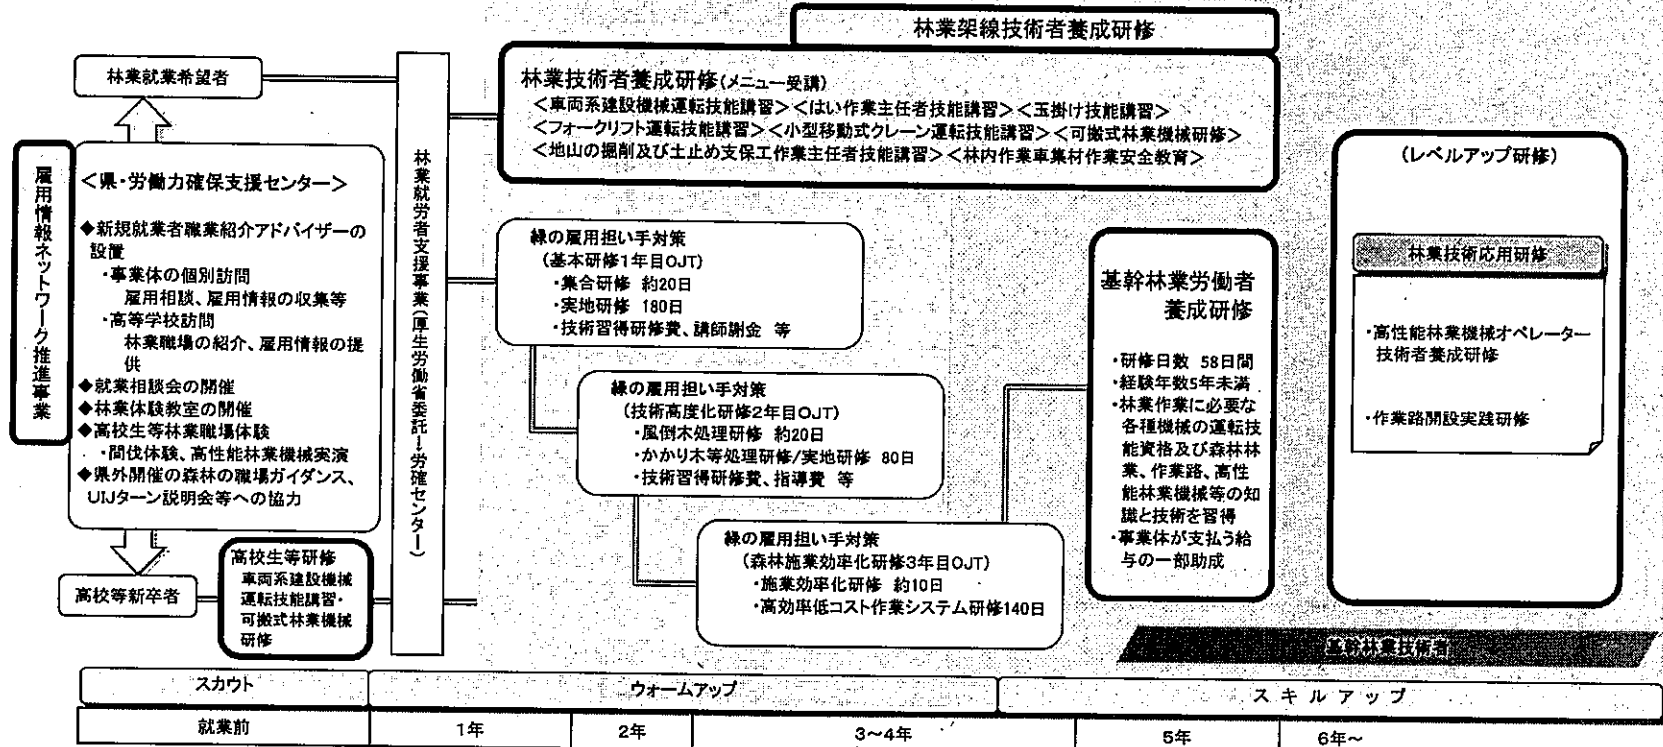 林業架線技術者養成研修
林業就業希望者
林業技術者養成研修(メニュー受講)
<車両系建設機械運転技能講習><はい作業主任者技能講習><玉掛け技能講習>
<フォークリフト運転技能講習><小型移動式クレーン運転技能講習><可搬式林業機械研修>
<地山の掘削及び土止め支保工作業主任者技能講習><林内作業車集材作業安全教育>
雇用情報ネットワーク推進事業
<県・労働力確保支援センター>
◆新規就業者職業紹介アドバイザーの
設置
・事業体の個別訪問
雇用相談、雇用情報の収集等
・高等学校訪問
林業職場の紹介、雇用情報の提
供
◆就業相談会の開催
◆林業体験教室の開催
◆高校生等林業職場体験
・間伐体験、高性能林業機械実演
◆県外開催の森林の職場ガイダンス、
UIJターン説明会等への協力
高校等新卒者
高校生等研修
車両系建設機械
運転技能講習・
可搬式林業機械
研修
林業就労者支援事業(厚生労働省委託→労確センター)
緑の雇用担い手対策
(基本研修1年目OJT)
・集合研修 約20日
・実地研修 180日
・技術習得研修費、講師謝金 等
緑の雇用担い手対策
(技術高度化研修2年目OJT)
・風倒木処理研修 約20日
・かかり木等処理研修/実地研修 80日
・技術習得研修費、指導費 等
緑の雇用担い手対策
(森林施業効率化研修3年目OJT)
・施業効率化研修 約10日
・高効率低コスト作業システム研修140日
基幹林業労働者
養成研修
・研修日数 58日間
・経験年数5年未満
・林業作業に必要な
各種機械の運転技
能資格及び森林林
業、作業路、高性
能林業機械等の知
識と技術を習得
・事業体が支払う給
与の一部助成
(レベルアップ研修)
林業技術応用研修
・高性能林業機械オペレーター
技術者養成研修
・作業路開設実践研修
基幹林業技術者
スカウト
ウォームアップ
スキルアップ
就業前
1年
2年
3~4年
5年
6年~